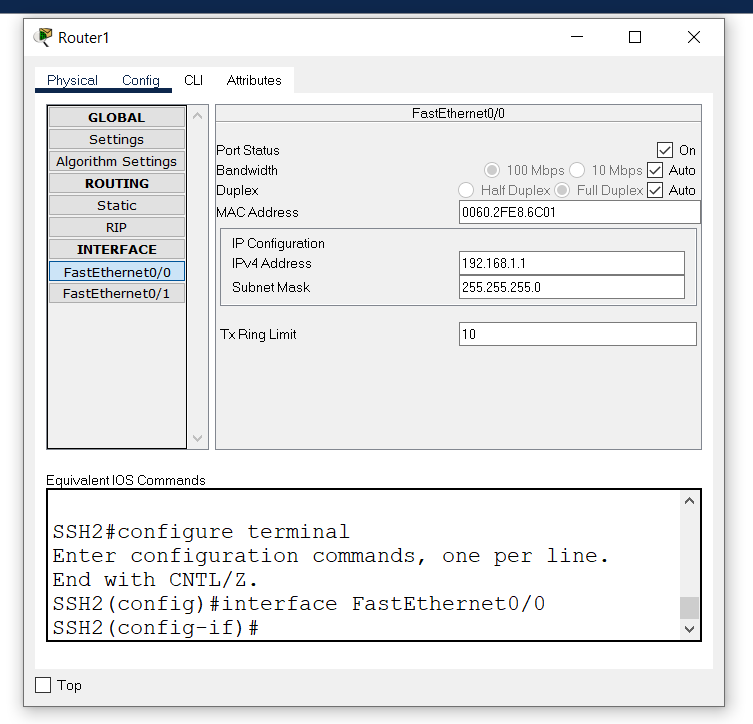 Router1
Physical Config CLI Attributes
GLOBAL
Settings
Algorithm Settings
ROUTING
Static
RIP
INTERFACE
FastEthernet0/0
FastEthernet0/1
FastEthernet0/0
Port Status On
Bandwidth 100 Mbps 10 Mbps Auto
Duplex Half Duplex Full Duplex Auto
MAC Address 0060.2FE8.6C01
IP Configuration
IPv4 Address 192.168.1.1
Subnet Mask 255.255.255.0
Tx Ring Limit 10
Equivalent IOS Commands
SSH2#configure terminal
Enter configuration commands, one per line.
End with CNTL/Z.
SSH2(config)#interface FastEthernet0/0
SSH2(config-if)#
Top